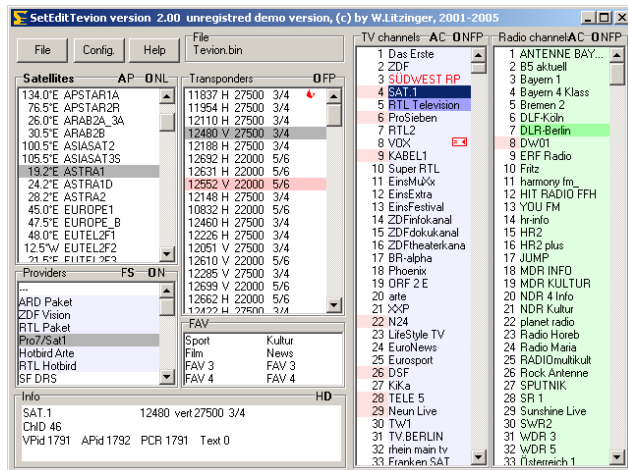 SetEditTevion version 2.00 unregistred demo version, (c) by W.Litzinger, 2001-2005
File
Config.
Help
File
Tevion.bin
Satellites AP ONL
134.0°E APSTAR1A
76.5°E APSTAR2R
26.0°E ARAB2A_3A
30.5°E ARAB2B
100.5°E ASIASAT2
105.5°E ASIASAT3S
19.2°E ASTRA1
24.2°E ASTRA1D
28.2°E ASTRA2
45.0°E EUROPE1
47.5°E EUROPE_B
48.0°E EUTEL2F1
12.5°W EUTEL2F2
21.5°E EUTEL2F3
Transponders OFP
11837 H 27500 3/4
11954 H 27500 3/4
12110 H 27500 3/4
12480 V 27500 3/4
12188 H 27500 3/4
12692 H 22000 5/6
12631 H 22000 5/6
12552 V 22000 5/6
12148 H 27500 3/4
10832 H 22000 5/6
12460 H 27500 3/4
12226 H 27500 3/4
12051 V 27500 3/4
12610 V 22000 5/6
12285 V 27500 3/4
12699 V 22000 5/6
12662 H 22000 5/6
12422 H 27500 3/4
Providers FS ON
---
ARD Paket
ZDF Vision
RTL Paket
Pro7/Sat1
Hotbird Arte
RTL Hotbird
SF DRS
FAV
Sport Kultur
Film News
FAV 3 FAV 3
FAV 4 FAV 4
Info HD
SAT.1 12480 vert 27500 3/4
ChID 46
VPid 1791 APid 1792 PCR 1791 Text 0
TV channels AC ONFP
1 Das Erste
2 ZDF
3 SÜDWEST RP
4 SAT.1
5 RTL Television
6 ProSieben
7 RTL2
8 VOX
9 KABEL1
10 Super RTL
11 EinsMuXx
12 EinsExtra
13 EinsFestival
14 ZDFinfokanal
15 ZDFdokukanal
16 ZDFtheaterkana
17 BR-alpha
18 Phoenix
19 ORF 2 E
20 arte
21 XXP
22 N24
23 LifeStyle TV
24 EuroNews
25 Eurosport
26 DSF
27 KiKa
28 TELE 5
29 Neun Live
30 TW1
31 TV.BERLIN
32 rhein main tv
33 Franken SAT
Radio channel AC ONFP
1 ANTENNE BAY...
2 B5 aktuell
3 Bayern 1
4 Bayern 4 Klass
5 Bremen 2
6 DLF-Köln
7 DLR-Berlin
8 DW01
9 ERF Radio
10 Fritz
11 harmony fm_
12 HIT RADIO FFH
13 YOU FM
14 hr-info
15 HR2
16 HR2 plus
17 JUMP
18 MDR INFO
19 MDR KULTUR
20 NDR 4 Info
21 NDR Kultur
22 planet radio
23 Radio Horeb
24 Radio Maria
25 RADIOmultikult
26 Rock Antenne
27 SPUTNIK
28 SR 1
29 Sunshine Live
30 SWR2
31 WDR 3
32 WDR 5
33 Österreich 1